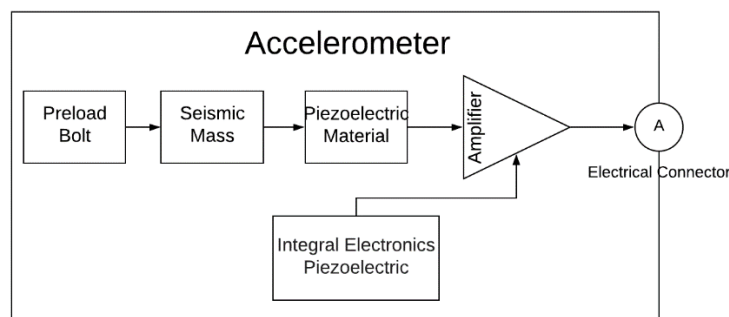 Accelerometer
Preload
Bolt
Seismic
Mass
Piezoelectric
Material
Amplifier
A
Electrical Connector
Integral Electronics
Piezoelectric